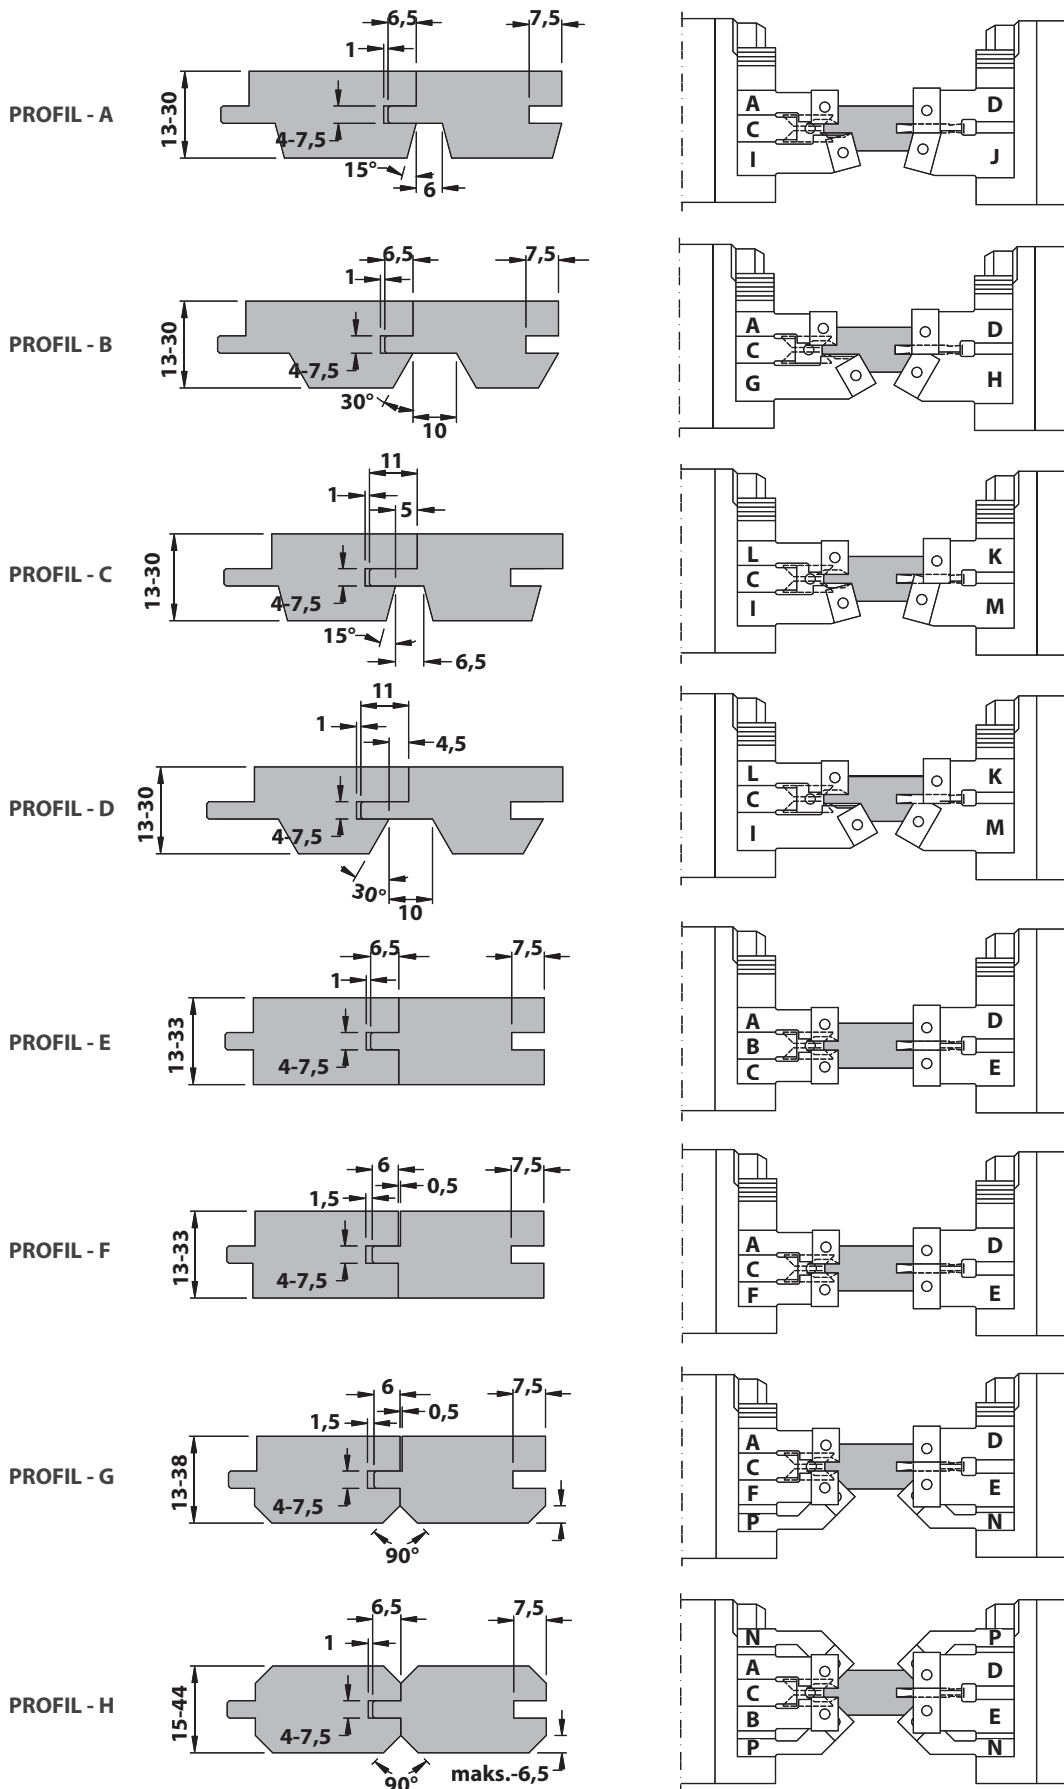 6,5
7,5
1
13-30
PROFIL - A
4-7,5
15°
6
A
C
I
D
J
6,5
7,5
1
13-30
PROFIL - B
4-7,5
30°
10
A
C
G
D
H
11
1
5
13-30
PROFIL - C
4-7,5
15°
6,5
L
C
I
K
M
11
1
4,5
13-30
PROFIL - D
4-7,5
30°
10
L
C
I
K
M
6,5
7,5
1
13-33
PROFIL - E
4-7,5
A
B
C
D
E
6
7,5
1,5
0,5
13-33
PROFIL - F
4-7,5
A
C
F
D
E
6
7,5
1,5
0,5
13-38
PROFIL - G
4-7,5
90°
A
C
F
P
D
E
N
6,5
7,5
1
15-44
PROFIL - H
4-7,5
90°
maks.-6,5
N
A
C
B
P
P
D
E
N